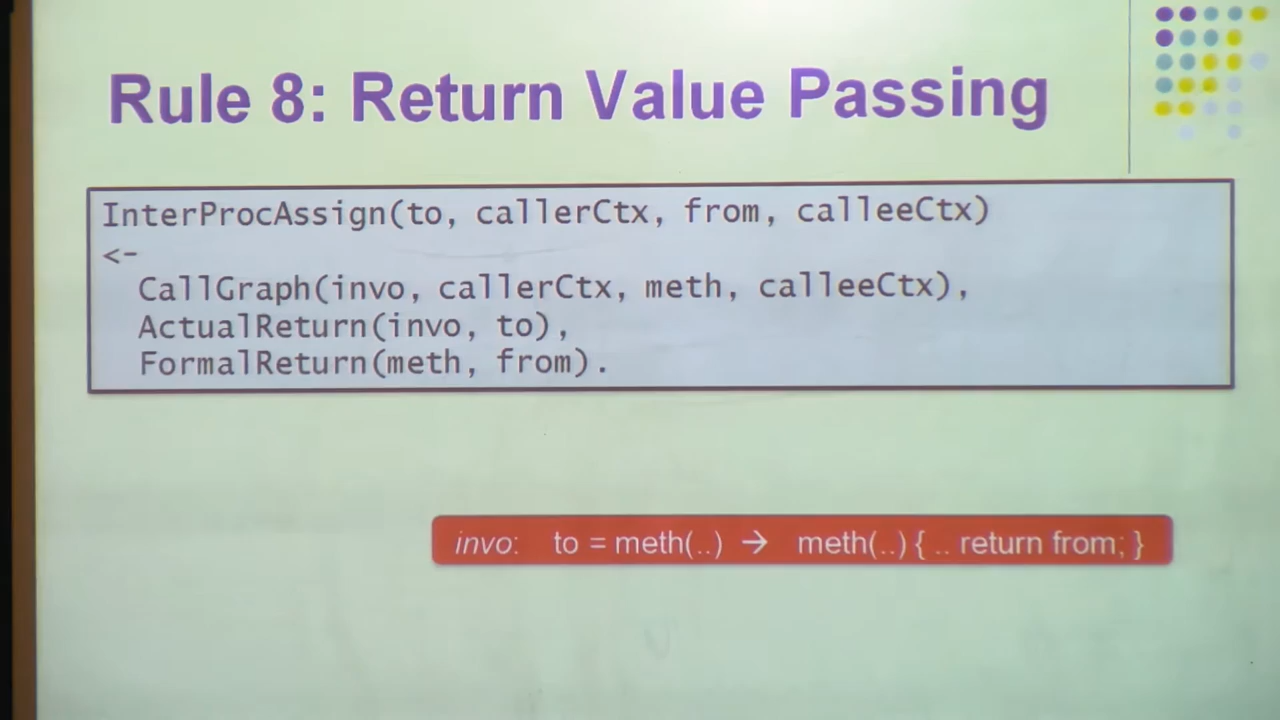 Rule 8: Return Value Passing
InterProcAssign(to, callerCtx, from, calleeCtx)
<-
CallGraph(invo, callerCtx, meth, calleeCtx),
ActualReturn(invo, to),
FormalReturn(meth, from).
invo: to = meth(..) → meth(..) { .. return from; }